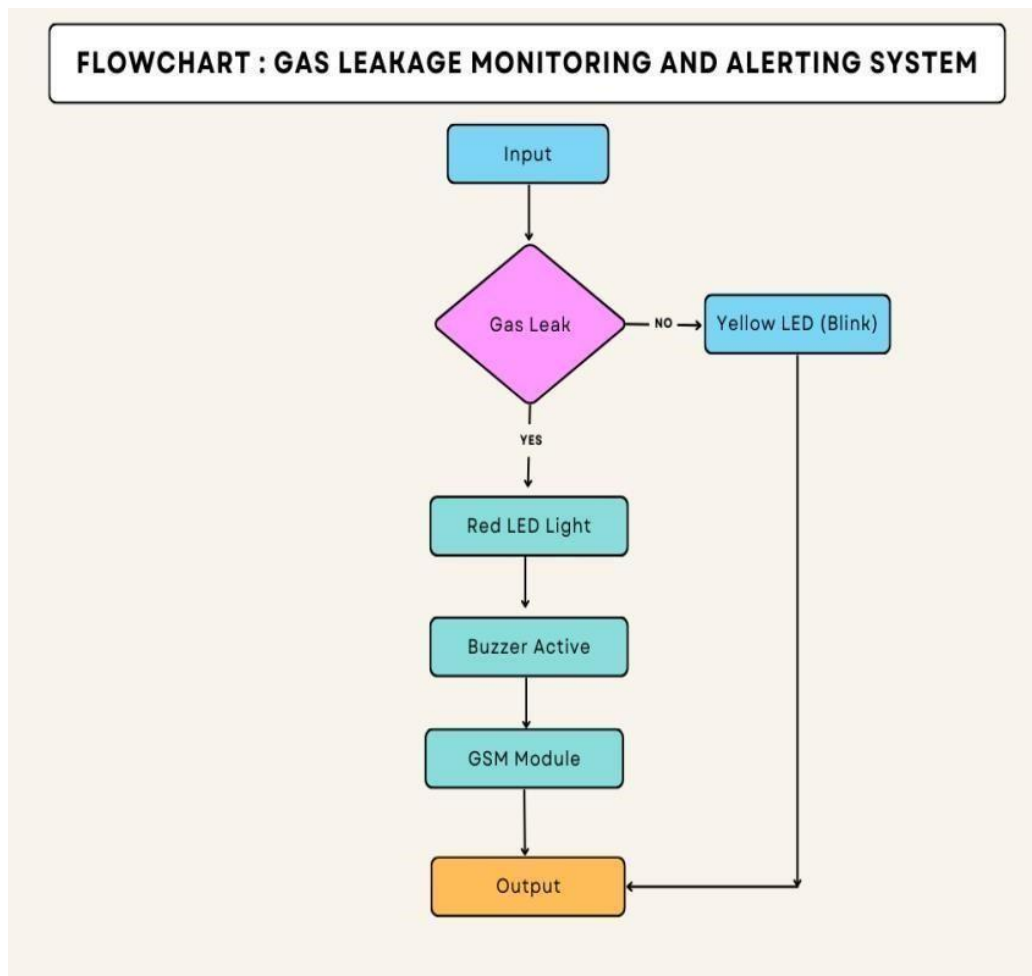 FLOWCHART : GAS LEAKAGE MONITORING AND ALERTING SYSTEM
Input
Gas Leak
NO
Yellow LED (Blink)
YES
Red LED Light
Buzzer Active
GSM Module
Output